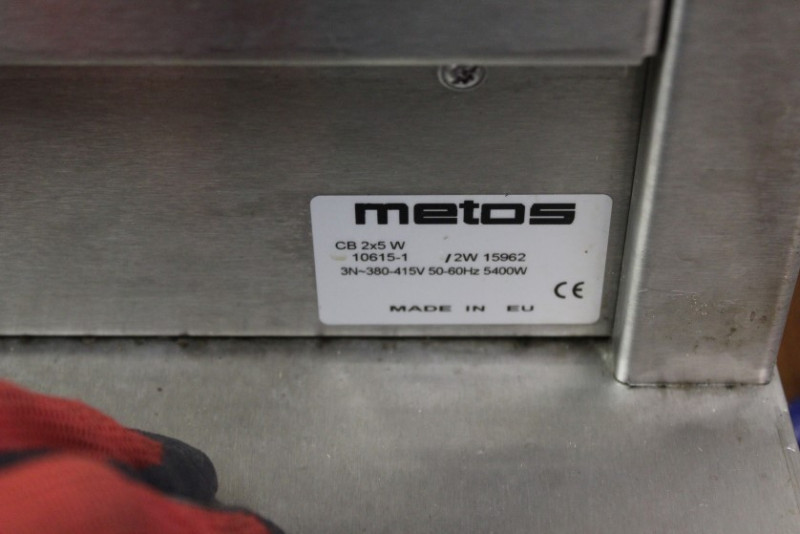 metos
CB 2x5 W
10615-1 /2W 15962
3N~380-415V 50-60Hz 5400W
CE
MADE IN EU